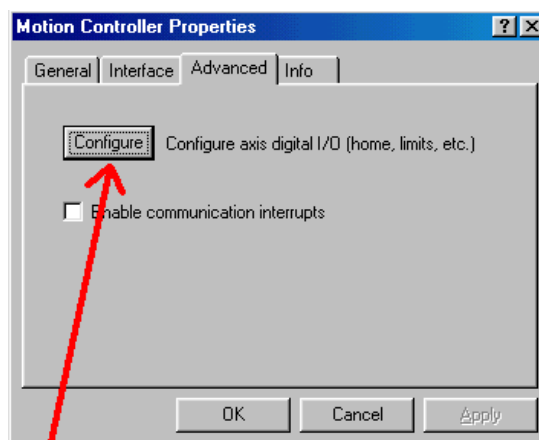 Motion Controller Properties ? X
General Interface Advanced Info
Configure Configure axis digital I/O (home, limits, etc.)
Enable communication interrupts
OK Cancel Apply